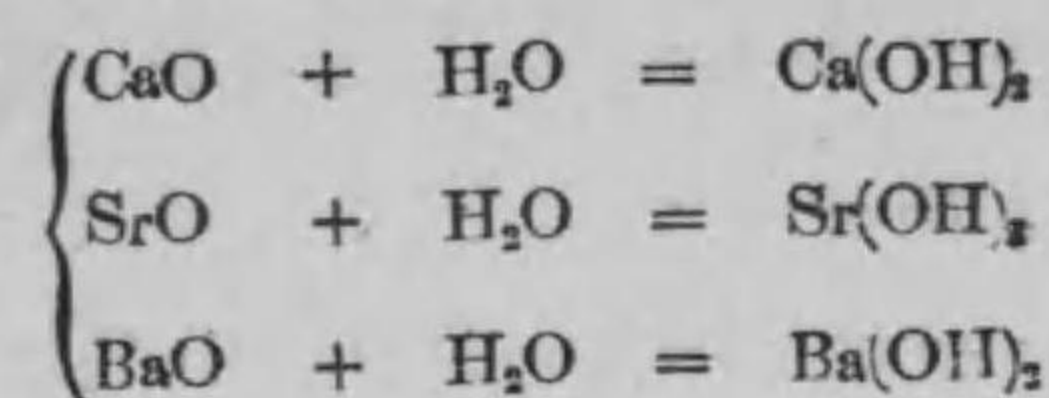 CaO + H₂O = Ca(OH)₂
SrO + H₂O = Sr(OH)₂
BaO + H₂O = Ba(OH)₂